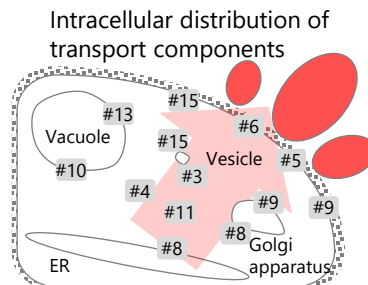 Intracellular distribution of
transport components
#15
#13
#6
#15
Vacuole
Vesicle
#5
#10
#3
#4
#9
#9
#11
#8
#8
Golgi
ER
apparatus